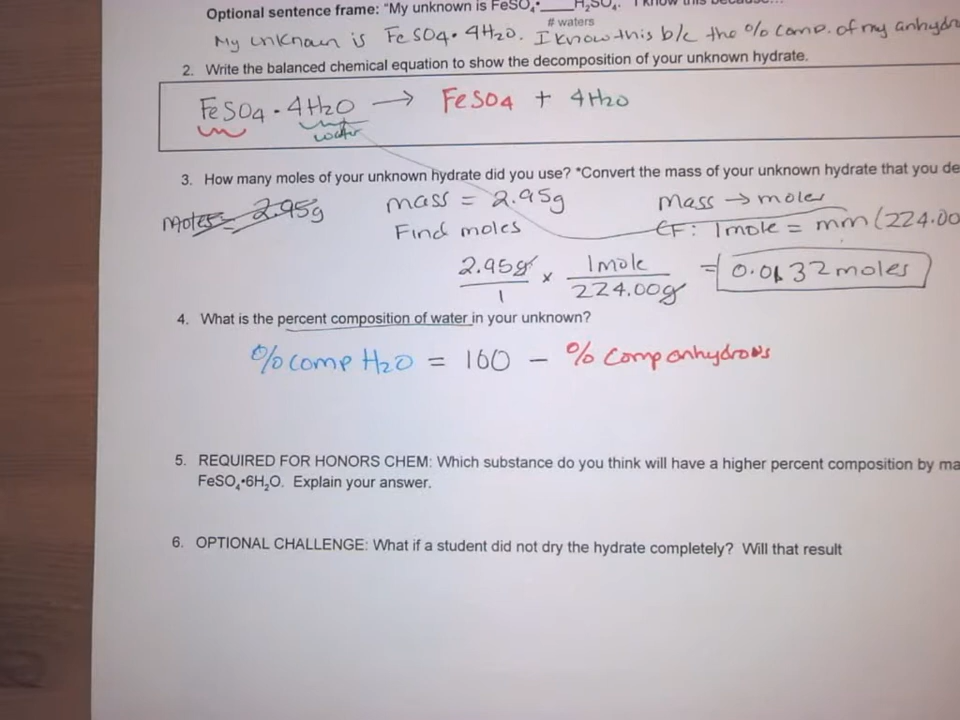 Optional sentence frame: "My unknown is FeSO₄•____H₂SO₄. I know this because...
# waters
My unknown is FeSO4 • 4H2O. I know this b/c the % comp. of my anhydro
2. Write the balanced chemical equation to show the decomposition of your unknown hydrate.
FeSO4 • 4H2O → FeSO4 + 4H2O
water
3. How many moles of your unknown hydrate did you use? *Convert the mass of your unknown hydrate that you de
moles = 2.95g mass = 2.95g Mass → moles
Find moles CF: 1mole = mm (224.00
2.95g / 1 × 1mole / 224.00g = 0.0132 moles
4. What is the percent composition of water in your unknown?
% comp H2O = 100 − % comp anhydrous
5. REQUIRED FOR HONORS CHEM: Which substance do you think will have a higher percent composition by ma
FeSO₄•6H₂O. Explain your answer.
6. OPTIONAL CHALLENGE: What if a student did not dry the hydrate completely? Will that result